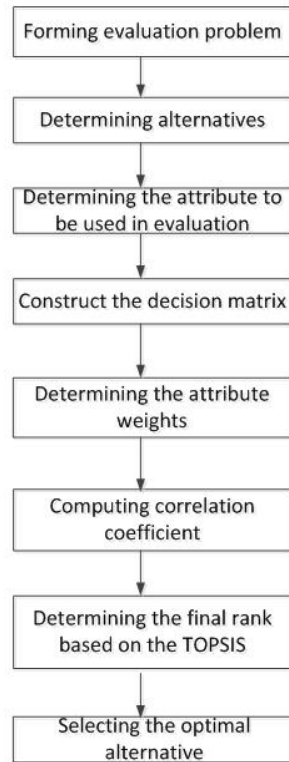 Forming evaluation problem
Determining alternatives
Determining the attribute to
be used in evaluation
Construct the decision matrix
Determining the attribute
weights
Computing correlation
coefficient
Determining the final rank
based on the TOPSIS
Selecting the optimal
alternative